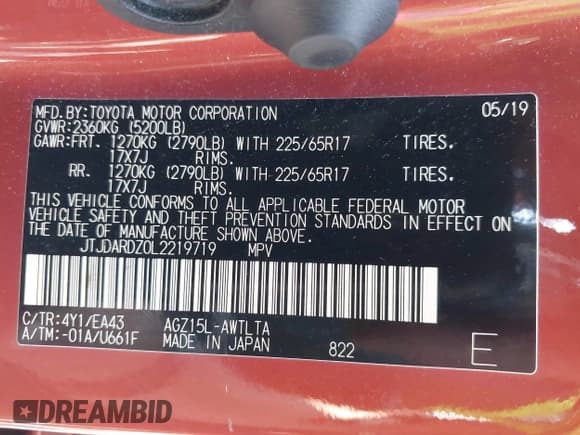 MFD.BY:TOYOTA MOTOR CORPORATION 05/19
GVWR:2360KG (5200LB)
GAWR:FRT. 1270KG (2790LB) WITH 225/65R17 TIRES.
17X7J RIMS.
RR. 1270KG (2790LB) WITH 225/65R17 TIRES.
17X7J RIMS.
THIS VEHICLE CONFORMS TO ALL APPLICABLE FEDERAL MOTOR
VEHICLE SAFETY AND THEFT PREVENTION STANDARDS IN EFFECT ON
THE DATE OF MANUFACTURE SHOWN ABOVE.
JTJDARDZ0L2219719 MPV
C/TR:4Y1/EA43 AGZ15L-AWTLTA
A/TM:-01A/U661F MADE IN JAPAN 822 E
DREAMBID